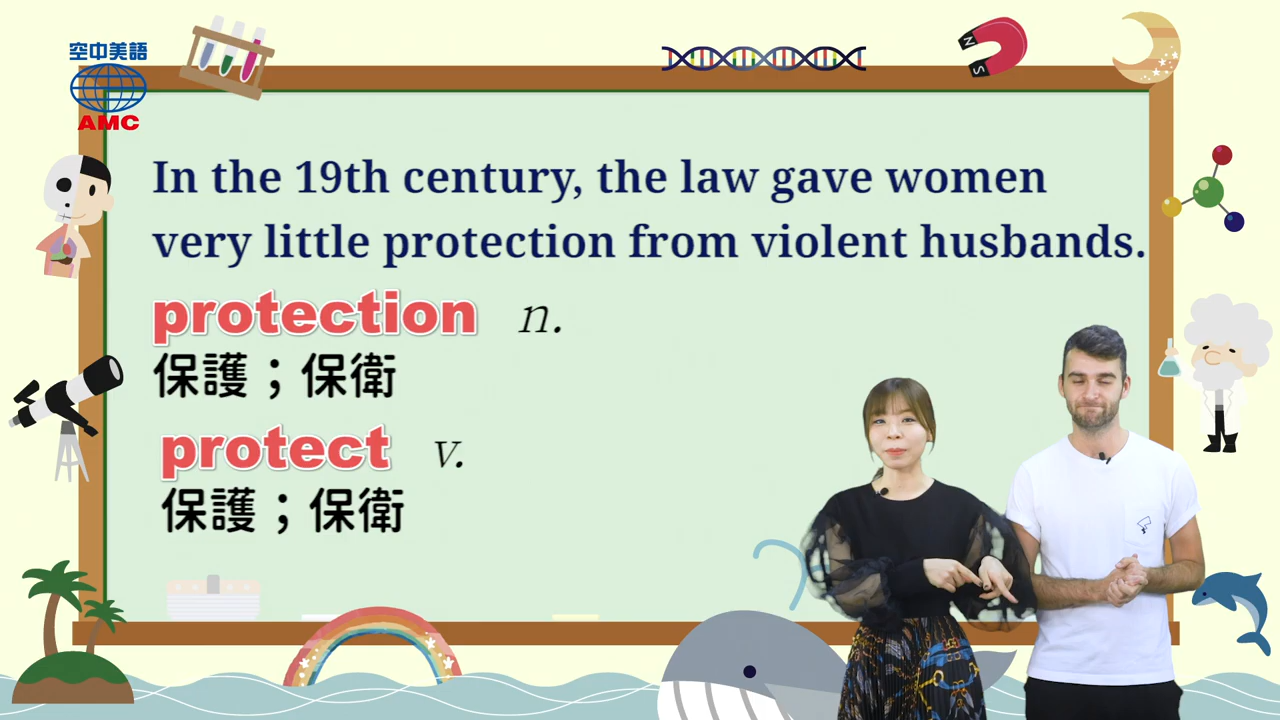 空中美語
AMC
N
S
In the 19th century, the law gave women
very little protection from violent husbands.
protection n.
保護；保衛
protect v.
保護；保衛